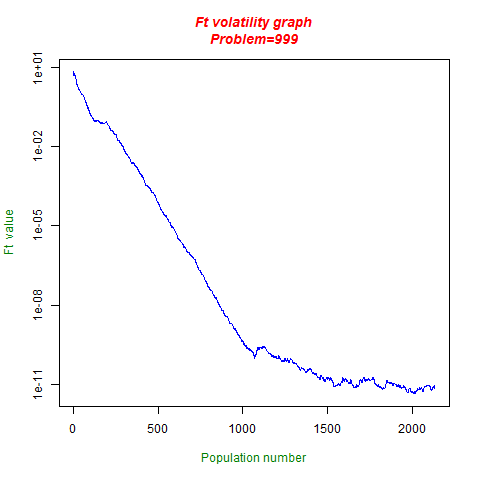 Ft volatility graph
Problem=999
1e+01
1e-02
1e-05
1e-08
1e-11
Ft value
0 500 1000 1500 2000
Population number